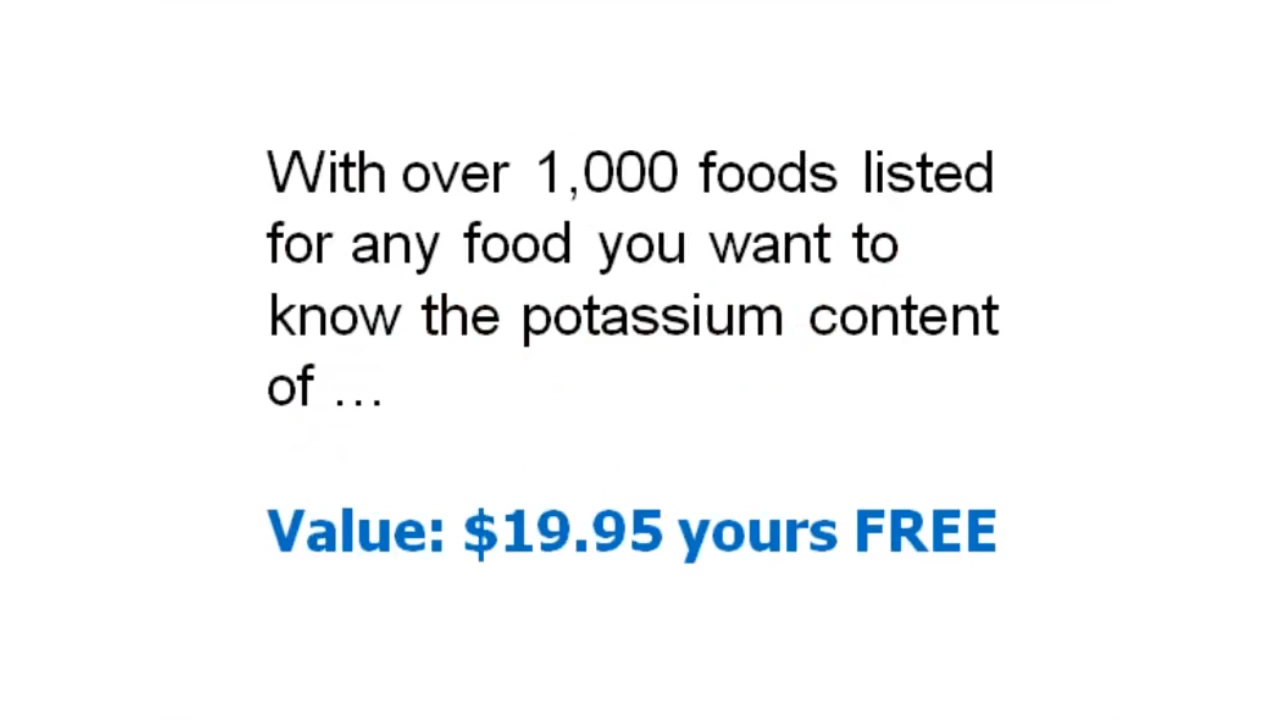 With over 1,000 foods listed
for any food you want to
know the potassium content
of ...
Value: $19.95 yours FREE